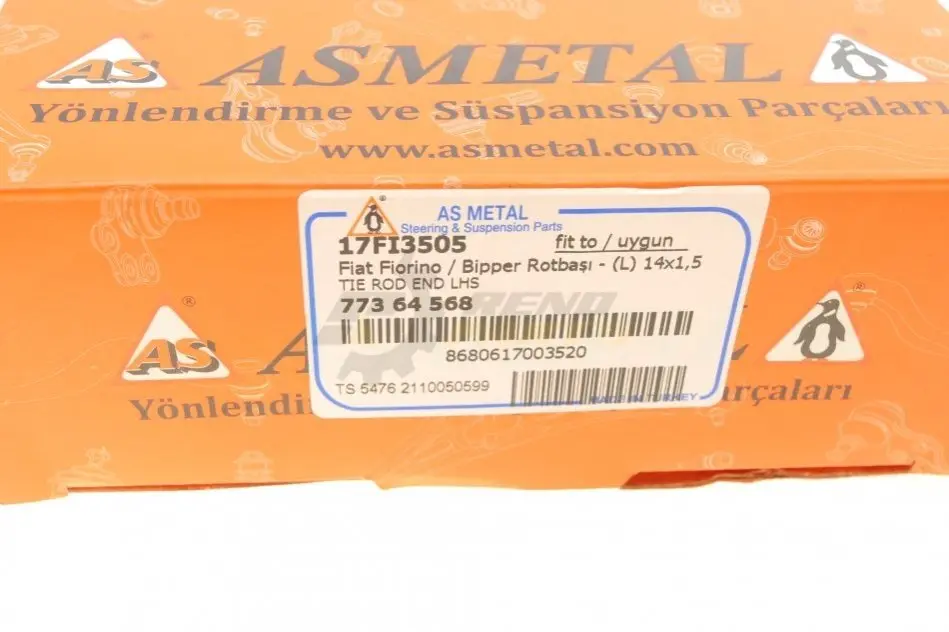 AS ASMETAL
Yönlendirme ve Süspansiyon Parçaları
www.asmetal.com
AS METAL
Steering & Suspension Parts
17FI3505 fit to / uygun
Fiat Fiorino / Bipper Rotbaşı - (L) 14x1,5
TIE ROD END LHS
773 64 568
TREND
8680617003520
TS 5476 2110050599
MADE IN TURKEY
® ®
AS A
Yönlendi rçaları